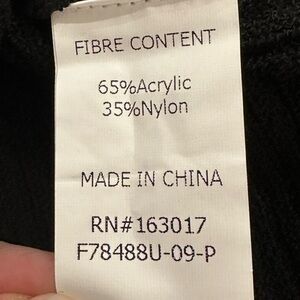 FIBRE CONTENT
65%Acrylic
35%Nylon
MADE IN CHINA
RN#163017
F78488U-09-P